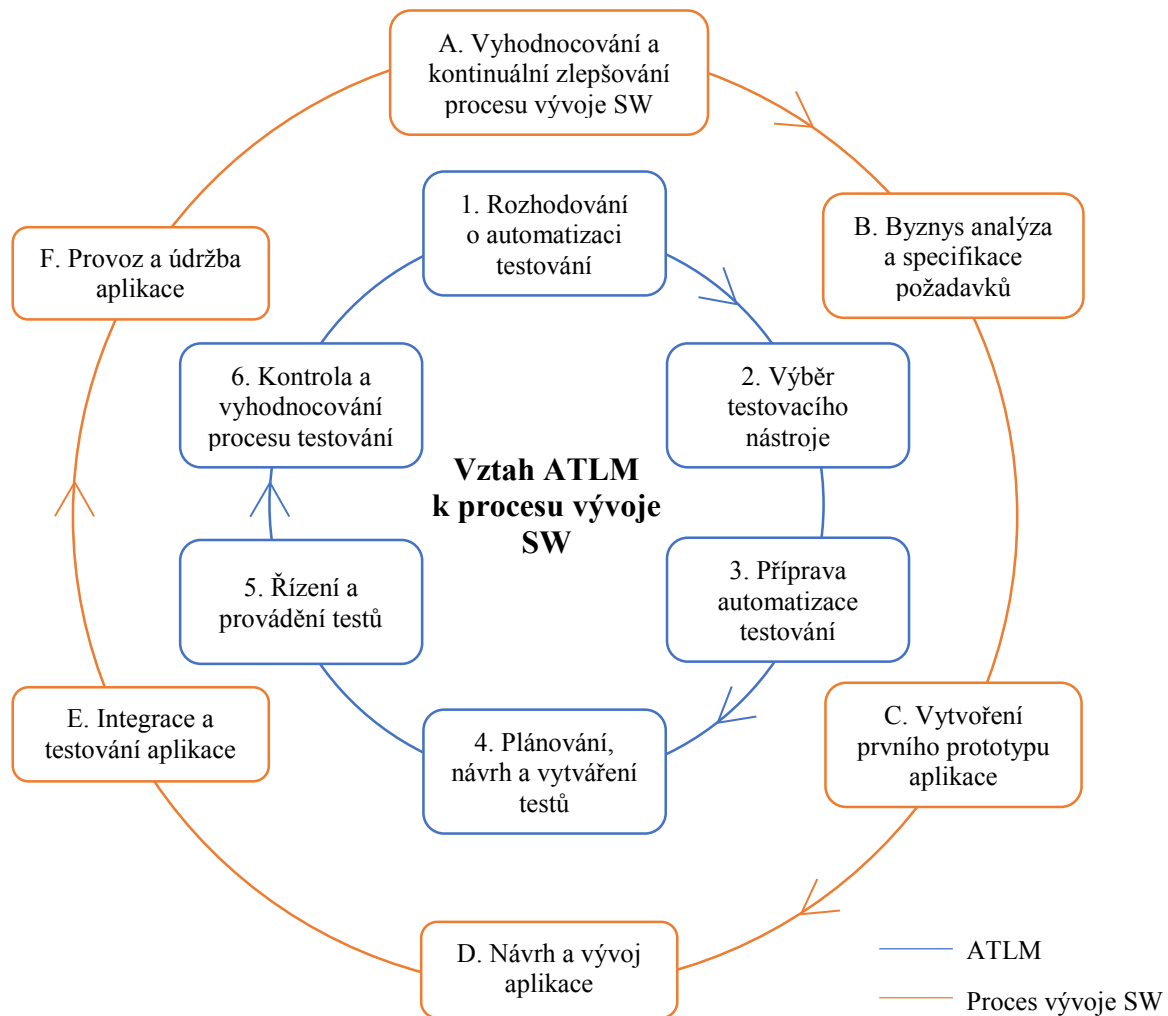 A. Vyhodnocování a
kontinuální zlepšování
procesu vývoje SW
1. Rozhodování
o automatizaci
testování
B. Byznys analýza
a specifikace
požadavků
F. Provoz a údržba
aplikace
6. Kontrola a
vyhodnocování
procesu testování
2. Výběr
testovacího
nástroje
Vztah ATLM
k procesu vývoje
SW
5. Řízení a
provádění testů
3. Příprava
automatizace
testování
E. Integrace a
testování aplikace
4. Plánování,
návrh a vytváření
testů
C. Vytvoření
prvního prototypu
aplikace
D. Návrh a vývoj
aplikace
ATLM
Proces vývoje SW